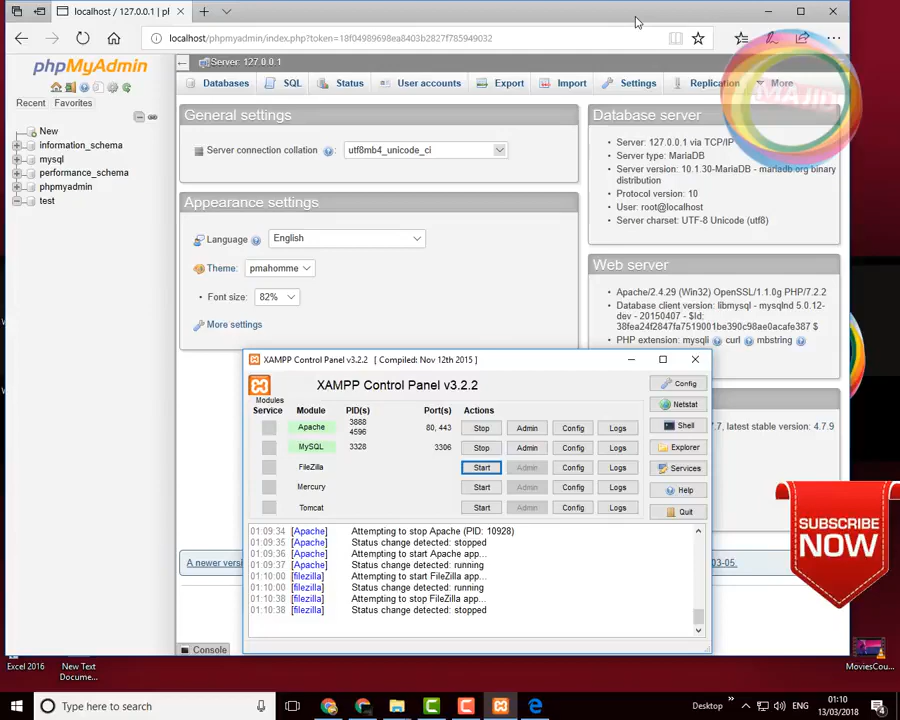 localhost / 127.0.0.1 | pl
localhost/phpmyadmin/index.php?token=18f04989698ea8403b2827f785949032
phpMyAdmin
Recent Favorites
New
information_schema
mysql
performance_schema
phpmyadmin
test
Server: 127.0.0.1
Databases SQL Status User accounts Export Import Settings Replication More
MAJID
General settings
Server connection collation : utf8mb4_unicode_ci
Appearance settings
Language English
Theme: pmahomme
Font size: 82%
More settings
Database server
Server: 127.0.0.1 via TCP/IP
Server type: MariaDB
Server version: 10.1.30-MariaDB - mariadb.org binary
distribution
Protocol version: 10
User: root@localhost
Server charset: UTF-8 Unicode (utf8)
Web server
Apache/2.4.29 (Win32) OpenSSL/1.1.0g PHP/7.2.2
Database client version: libmysql - mysqlnd 5.0.12-
dev - 20150407 - $Id:
38fea24f2847fa7519001be390c98ae0acafe387 $
PHP extension: mysqli curl mbstring
7.7, latest stable version: 4.7.9
A newer versi
03-05.
Console
XAMPP Control Panel v3.2.2 [ Compiled: Nov 12th 2015 ]
XAMPP Control Panel v3.2.2
Modules
Service Module PID(s) Port(s) Actions
Apache 3888 4596 80, 443 Stop Admin Config Logs
MySQL 3328 3306 Stop Admin Config Logs
FileZilla Start Admin Config Logs
Mercury Start Admin Config Logs
Tomcat Start Admin Config Logs
Config
Netstat
Shell
Explorer
Services
Help
Quit
01:09:34 [Apache] Attempting to stop Apache (PID: 10928)
01:09:35 [Apache] Status change detected: stopped
01:09:36 [Apache] Attempting to start Apache app...
01:09:37 [Apache] Status change detected: running
01:10:00 [filezilla] Attempting to start FileZilla app...
01:10:00 [filezilla] Status change detected: running
01:10:38 [filezilla] Attempting to stop FileZilla app...
01:10:38 [filezilla] Status change detected: stopped
SUBSCRIBE
NOW
Excel 2016
New Text
Docume...
MoviesCou...
Type here to search
Desktop
ENG
01:10
13/03/2018
4